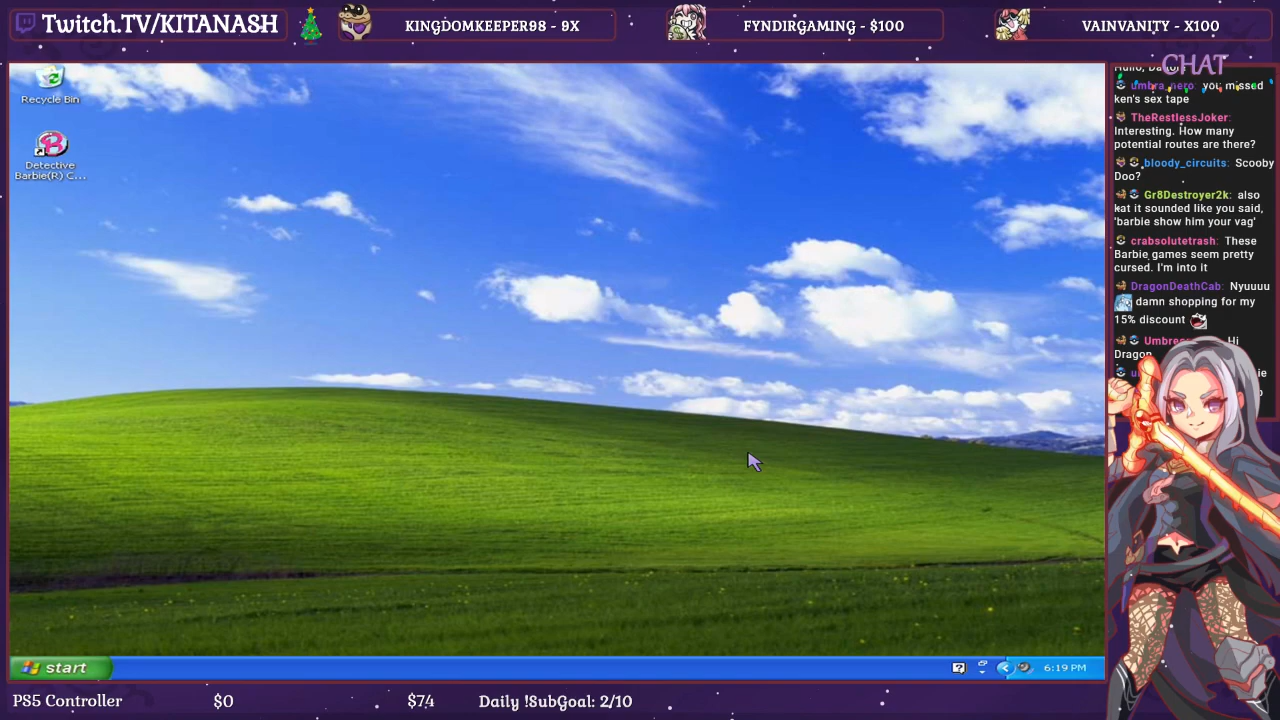 Twitch.TV/KITANASH
KINGDOMKEEPER98 - 9X
FYNDIRGAMING - $100
VAINVANITY - X100
CHAT
Recycle Bin
Detective
Barbie(R) C...
umbra_nero: you missed
ken's sex tape
TheRestlessJoker:
Interesting. How many
potential routes are there?
bloody_circuits: Scooby
Doo?
Gr8Destroyer2k: also
kat it sounded like you said,
'barbie show him your vag'
crabsolutetrash: These
Barbie games seem pretty
cursed. I'm into it
DragonDeathCab: Nyuuuu
damn shopping for my
15% discount
Hi
Dragon
start
6:19 PM
PS5 Controller
$0
$74
Daily !SubGoal: 2/10